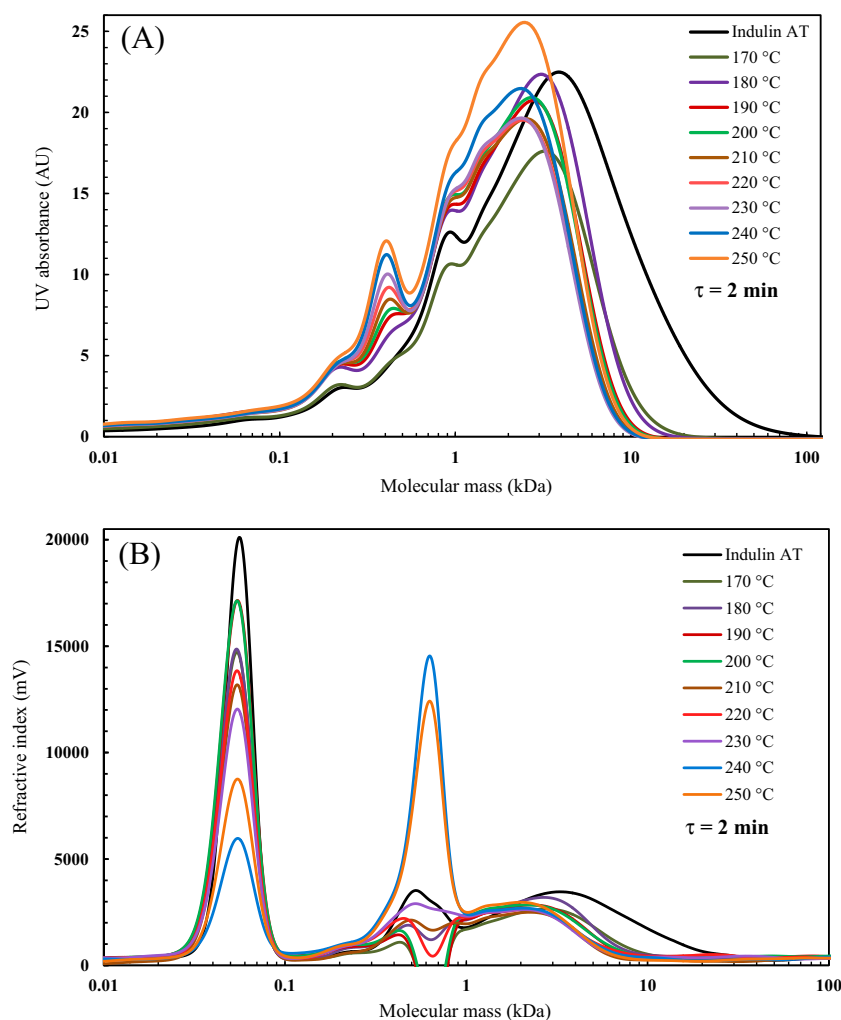 (A)
UV absorbance (AU)
25
20
15
10
5
0
0.01 0.1 1 10 100
Molecular mass (kDa)
Indulin AT
170 °C
180 °C
190 °C
200 °C
210 °C
220 °C
230 °C
240 °C
250 °C
τ = 2 min
(B)
Refractive index (mV)
20000
15000
10000
5000
0
0.01 0.1 1 10 100
Molecular mass (kDa)
Indulin AT
170 °C
180 °C
190 °C
200 °C
210 °C
220 °C
230 °C
240 °C
250 °C
τ = 2 min